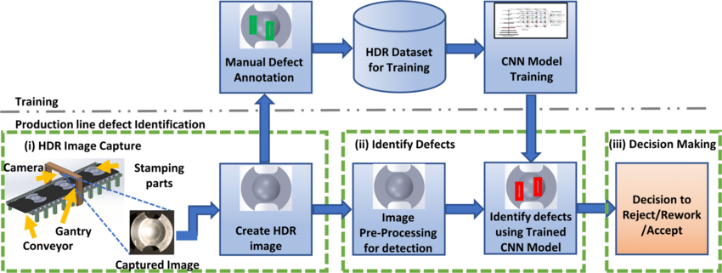 Manual Defect
Annotation
HDR Dataset
for Training
CNN Model
Training
Training
Production line defect Identification
(i) HDR Image Capture
Camera
Stamping
parts
Gantry
Conveyor
Captured Image
Create HDR
image
(ii) Identify Defects
Image
Pre-Processing
for detection
Identify defects
using Trained
CNN Model
(iii) Decision Making
Decision to
Reject/Rework
/Accept